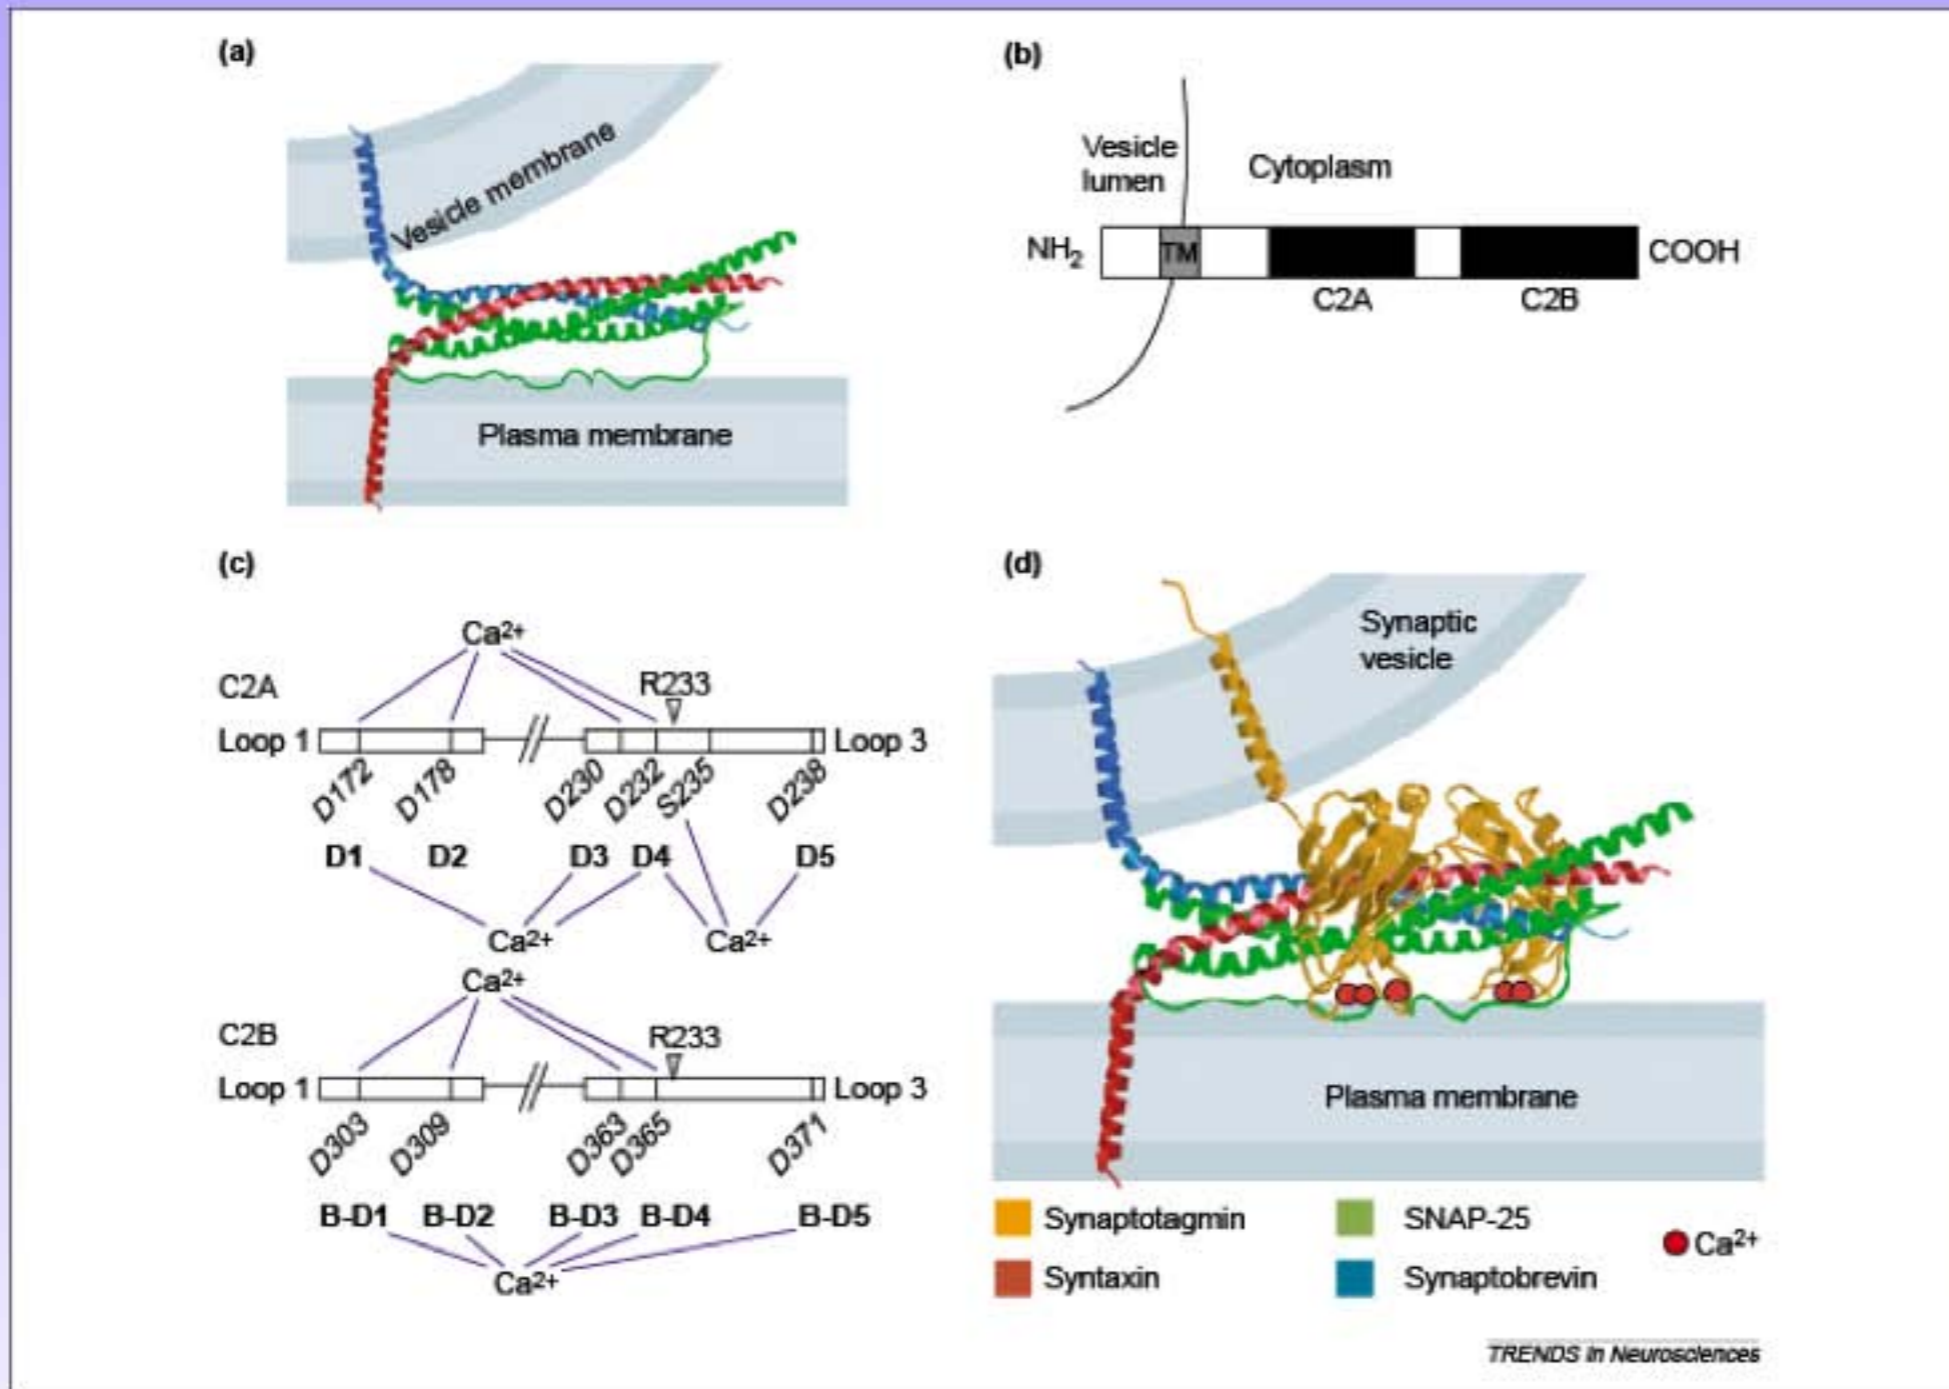 (a)
Vesicle membrane
Plasma membrane
(b)
Vesicle
lumen
Cytoplasm
NH2
TM
COOH
C2A
C2B
(c)
Ca2+
C2A
R233
Loop 1
Loop 3
D172
D178
D230
D232
S235
D238
D1
D2
D3
D4
D5
Ca2+
Ca2+
Ca2+
C2B
R233
Loop 1
Loop 3
D303
D309
D363
D365
D371
B-D1
B-D2
B-D3
B-D4
B-D5
Ca2+
(d)
Synaptic
vesicle
Plasma membrane
Synaptotagmin
SNAP-25
Ca2+
Syntaxin
Synaptobrevin
TRENDS in Neurosciences